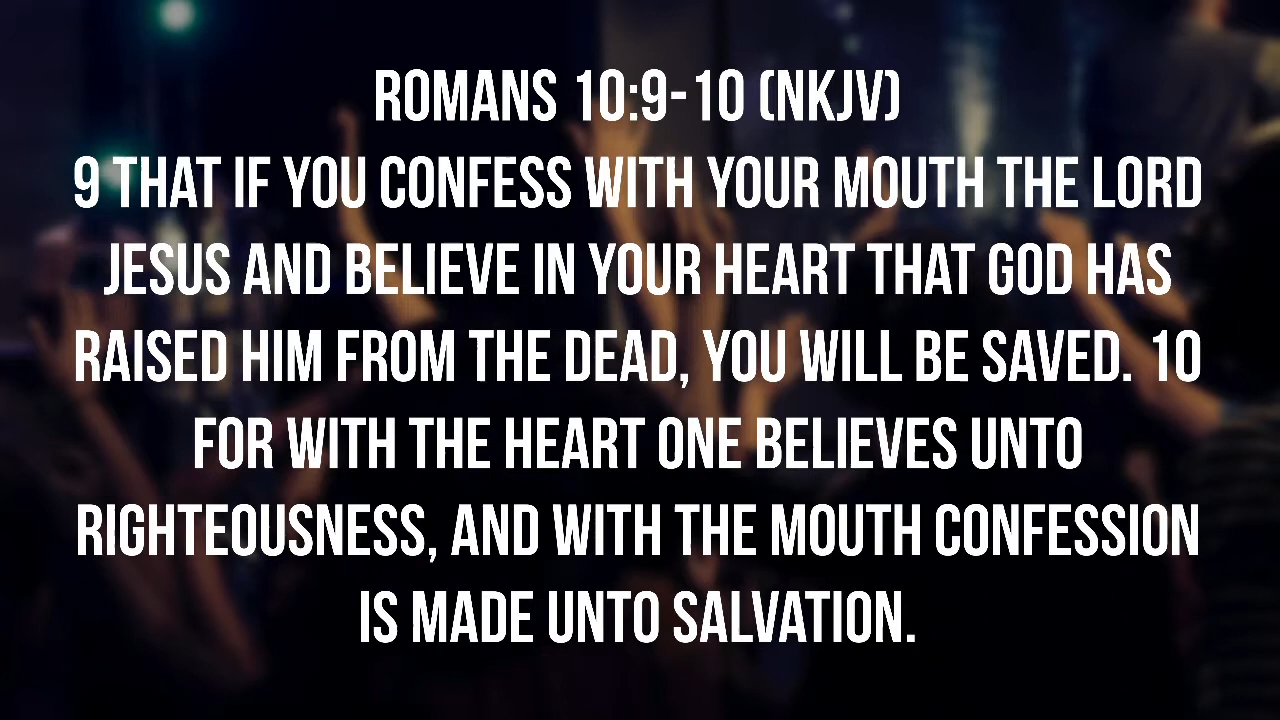 ROMANS 10:9-10 (NKJV)
9 THAT IF YOU CONFESS WITH YOUR MOUTH THE LORD
JESUS AND BELIEVE IN YOUR HEART THAT GOD HAS
RAISED HIM FROM THE DEAD, YOU WILL BE SAVED. 10
FOR WITH THE HEART ONE BELIEVES UNTO
RIGHTEOUSNESS, AND WITH THE MOUTH CONFESSION
IS MADE UNTO SALVATION.